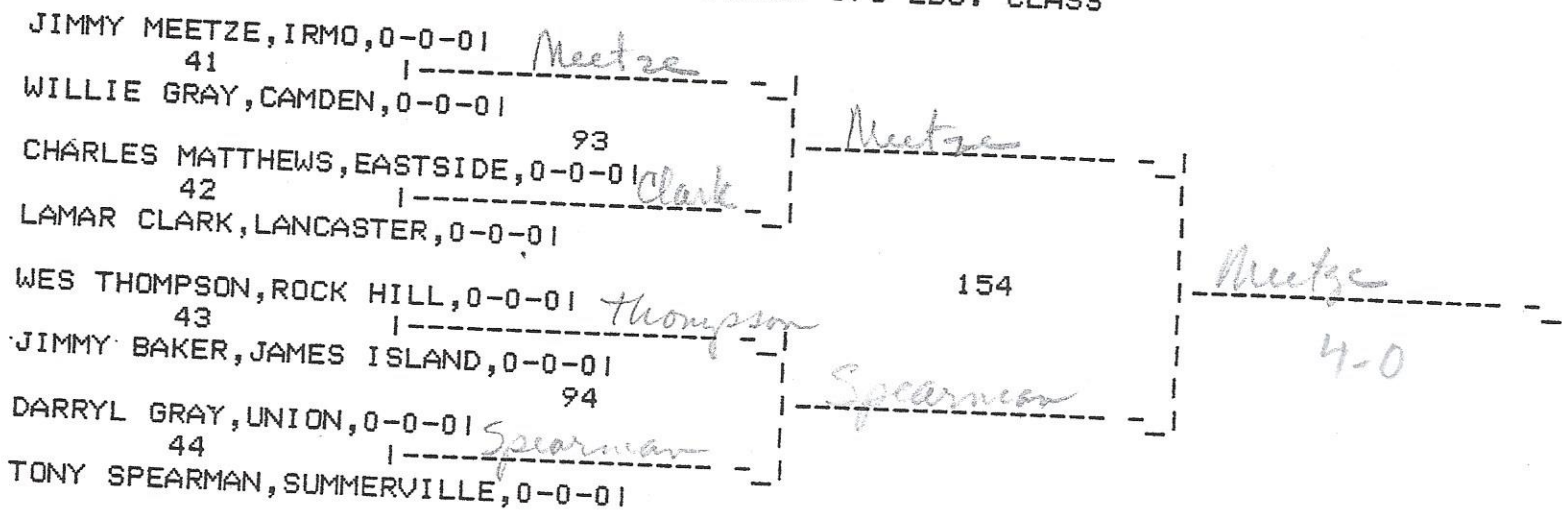 LBS. CLASS
JIMMY MEETZE,IRMO,0-0-0| Meetze
41
WILLIE GRAY,CAMDEN,0-0-0|
93 Meetze
CHARLES MATTHEWS,EASTSIDE,0-0-0| Clark
42
LAMAR CLARK,LANCASTER,0-0-0|
154 Meetze
WES THOMPSON,ROCK HILL,0-0-0| Thompson
43 4-0
JIMMY BAKER,JAMES ISLAND,0-0-0|
94 Spearman
DARRYL GRAY,UNION,0-0-0| Spearman
44
TONY SPEARMAN,SUMMERVILLE,0-0-0|